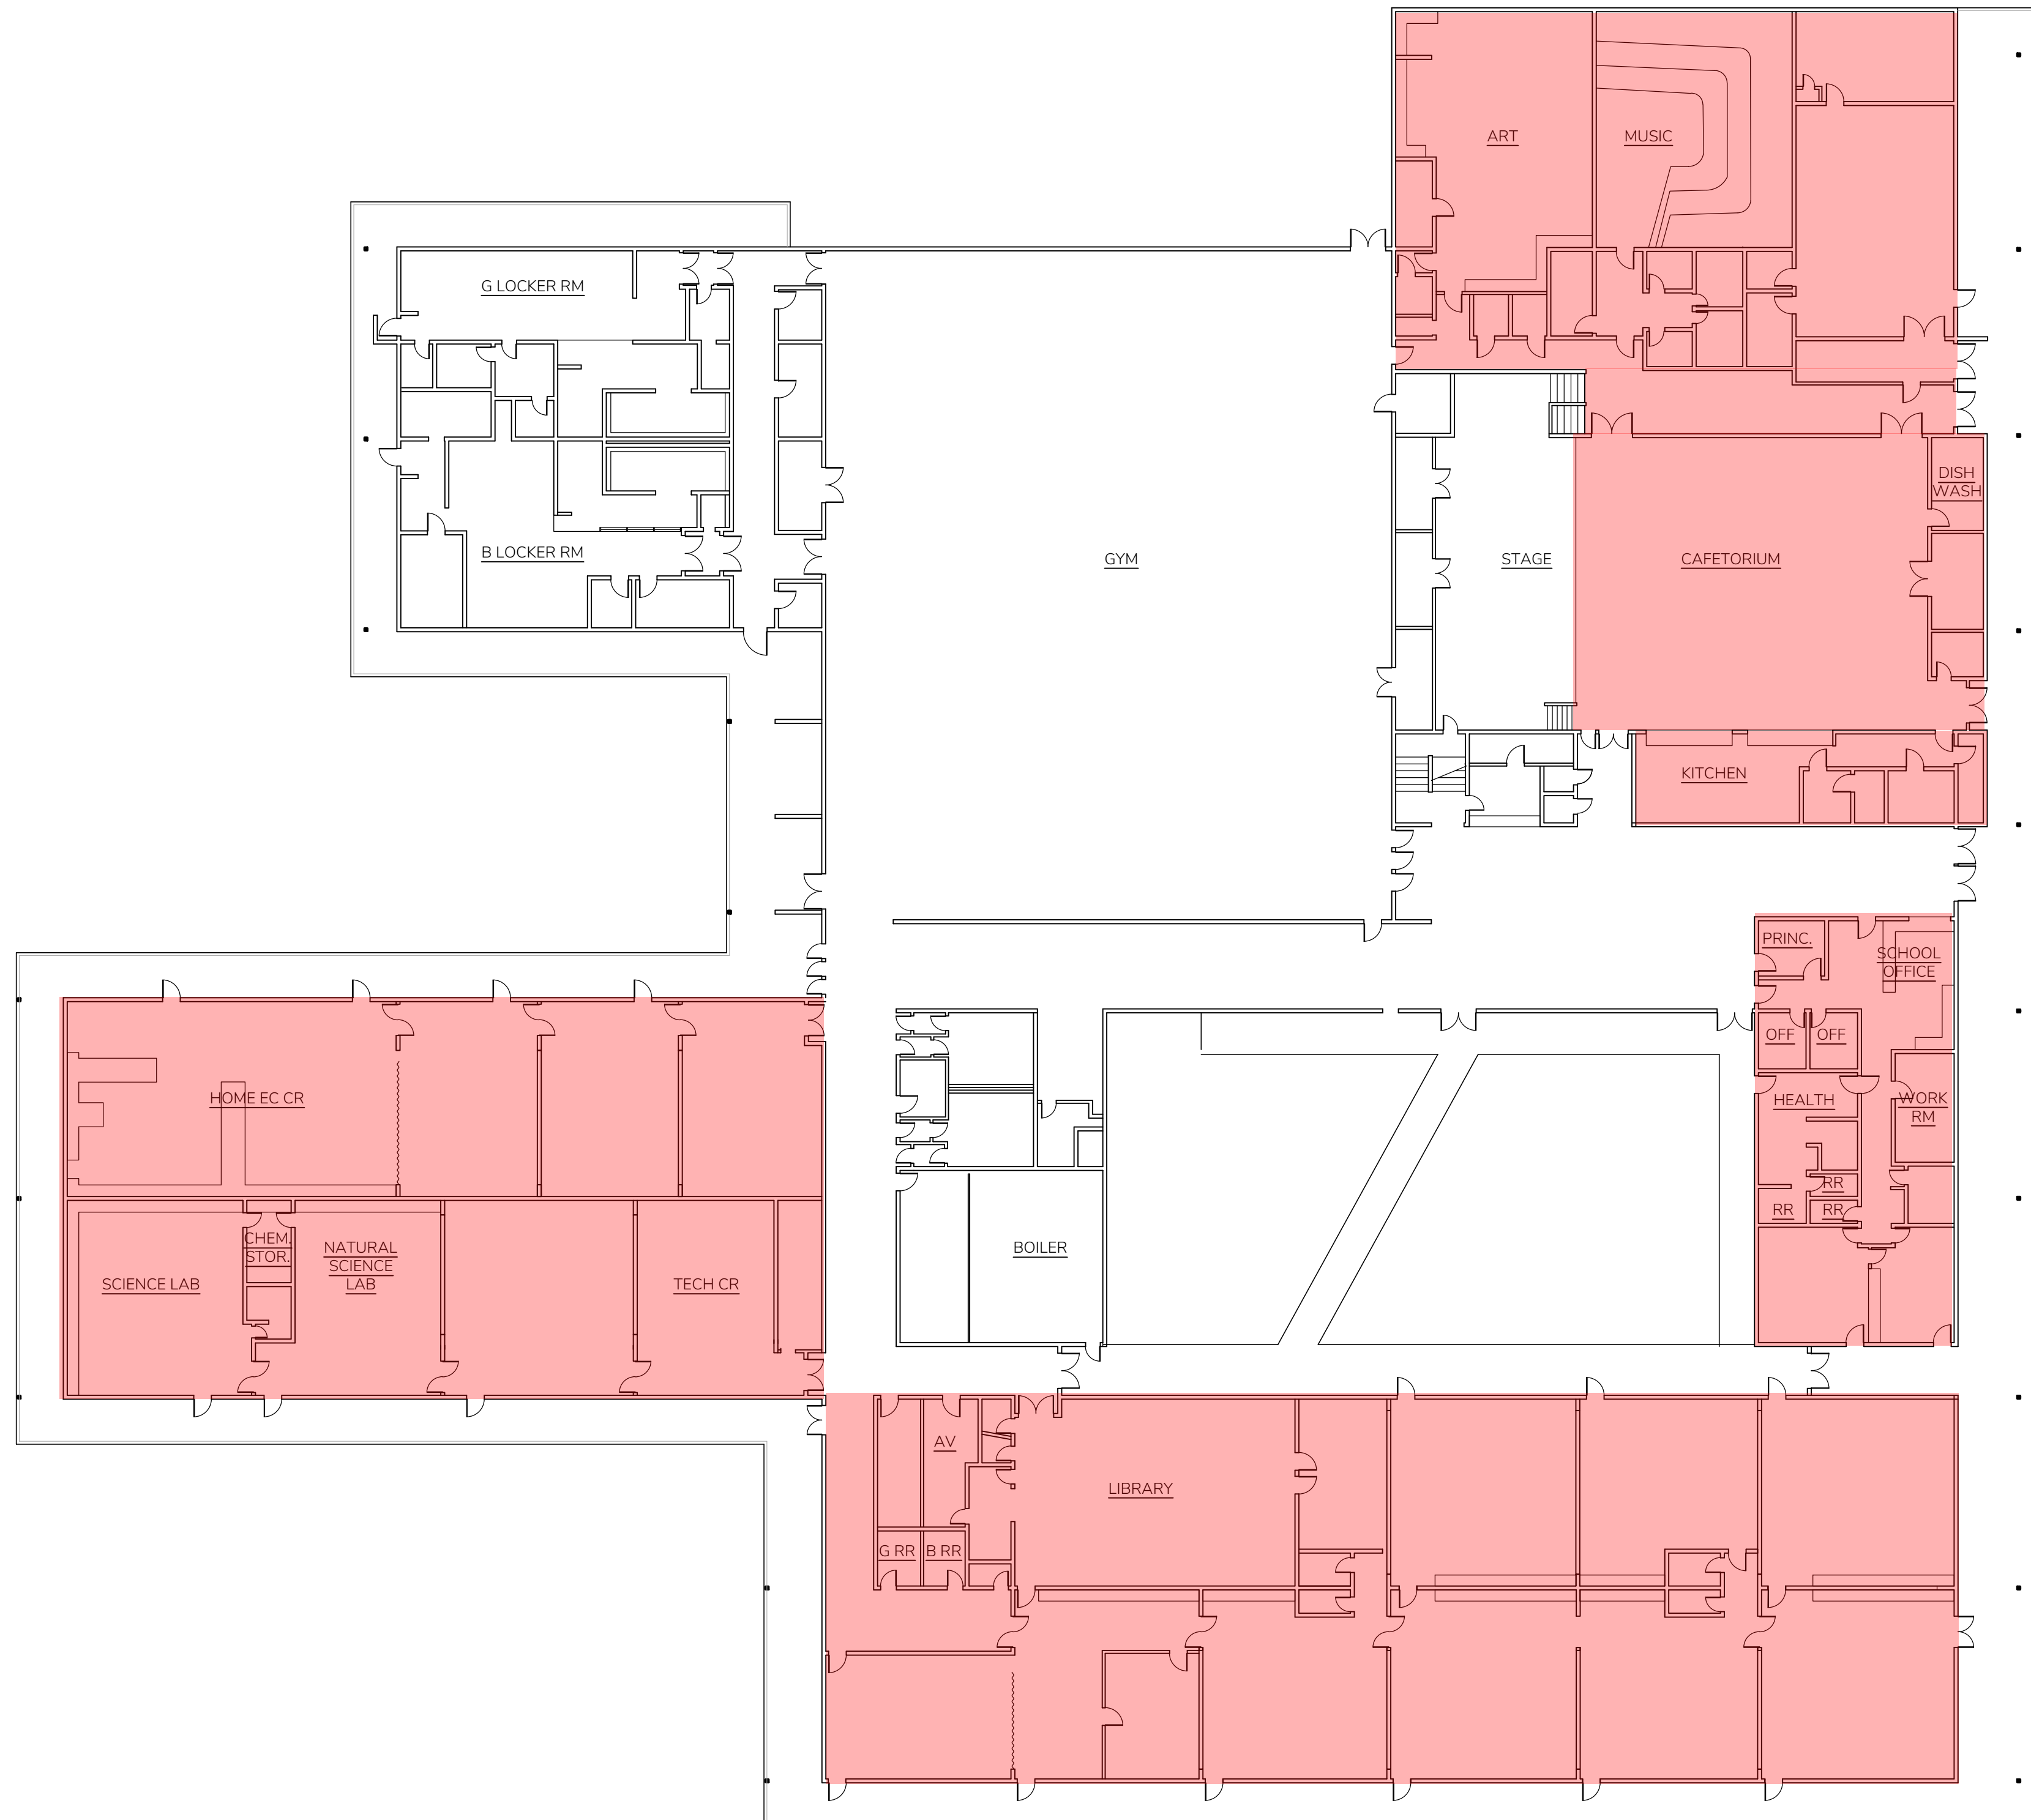 ART
MUSIC
G LOCKER RM
DISH
WASH
B LOCKER RM
GYM
STAGE
CAFETORIUM
KITCHEN
PRINC.
SCHOOL
OFFICE
OFF
OFF
HOME EC CR
HEALTH
WORK
RM
RR
RR
RR
CHEM.
STOR.
NATURAL
SCIENCE
LAB
SCIENCE LAB
TECH CR
BOILER
AV
LIBRARY
G RR
B RR